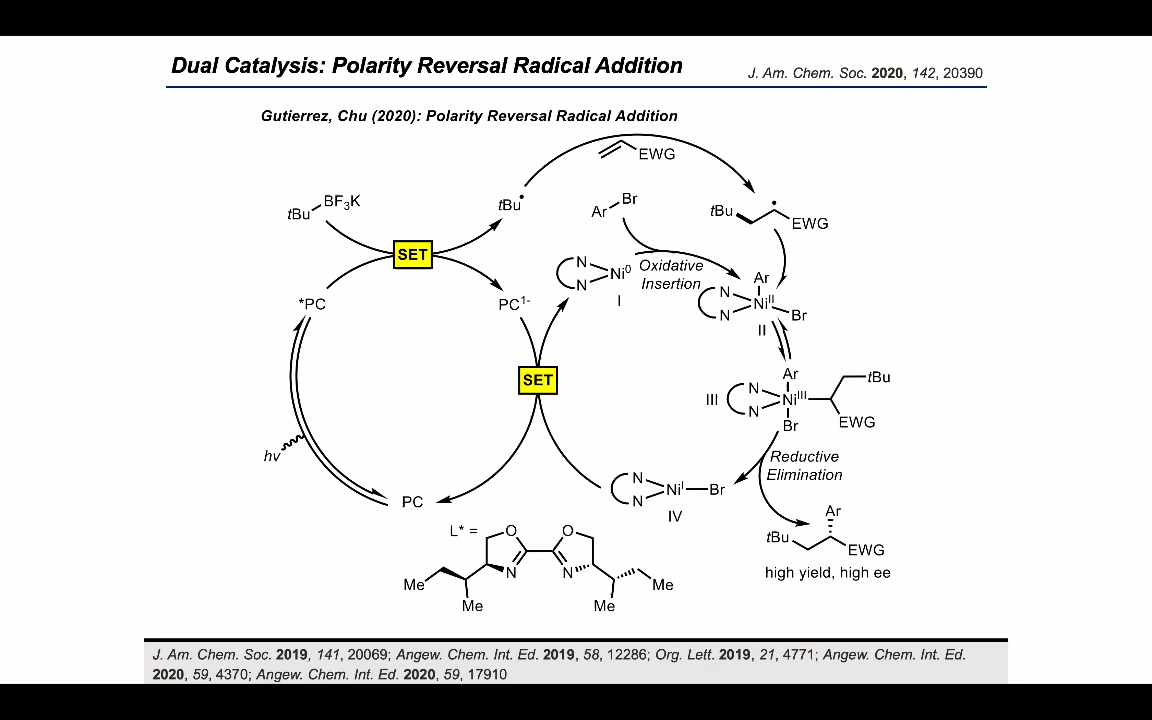 Dual Catalysis: Polarity Reversal Radical Addition
J. Am. Chem. Soc. 2020, 142, 20390
Gutierrez, Chu (2020): Polarity Reversal Radical Addition
EWG
tBu
BF3K
tBu•
Ar
Br
tBu
EWG
SET
*PC
PC1-
N
N
Ni0
I
Oxidative
Insertion
Ar
N
N
NiII
Br
II
SET
III
Ar
N
N
NiIII
Br
tBu
EWG
hν
PC
N
N
NiI
Br
IV
Reductive
Elimination
Ar
tBu
EWG
high yield, high ee
L* =
O
O
N
N
Me
Me
Me
Me
J. Am. Chem. Soc. 2019, 141, 20069; Angew. Chem. Int. Ed. 2019, 58, 12286; Org. Lett. 2019, 21, 4771; Angew. Chem. Int. Ed.
2020, 59, 4370; Angew. Chem. Int. Ed. 2020, 59, 17910